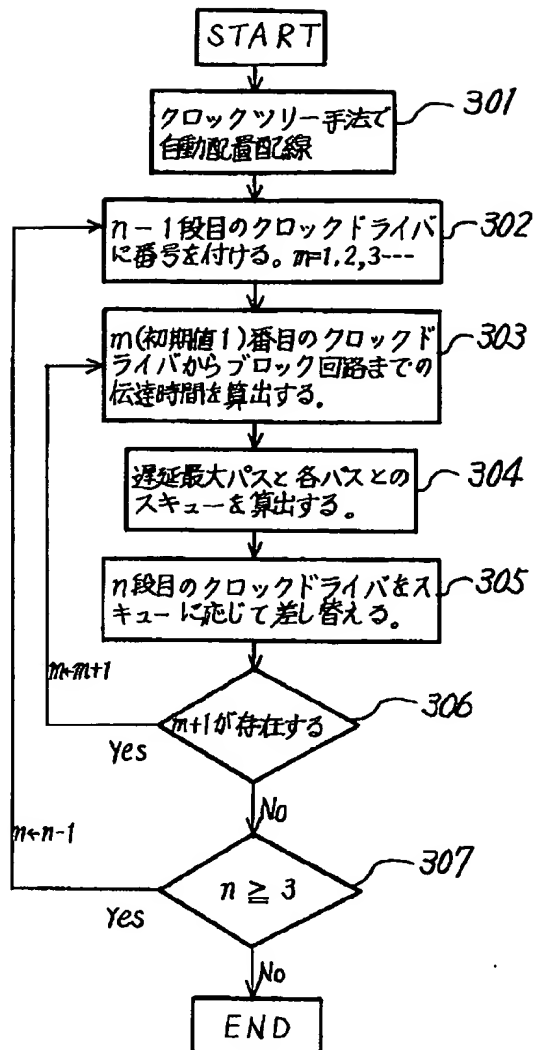 START
301
クロックツリー手法で
自動配置配線
302
n-1段目のクロックドライバ
に番号を付ける。m=1,2,3---
303
m(初期値1)番目のクロックド
ライバからブロック回路までの
伝達時間を算出する.
304
遅延最大パスと各パスとの
スキューを算出する。
305
n段目のクロックドライバをス
キューに応じて差し替える。
m←m+1
306
m+1が存在する
Yes
No
n←n-1
307
n ≧ 3
Yes
No
END